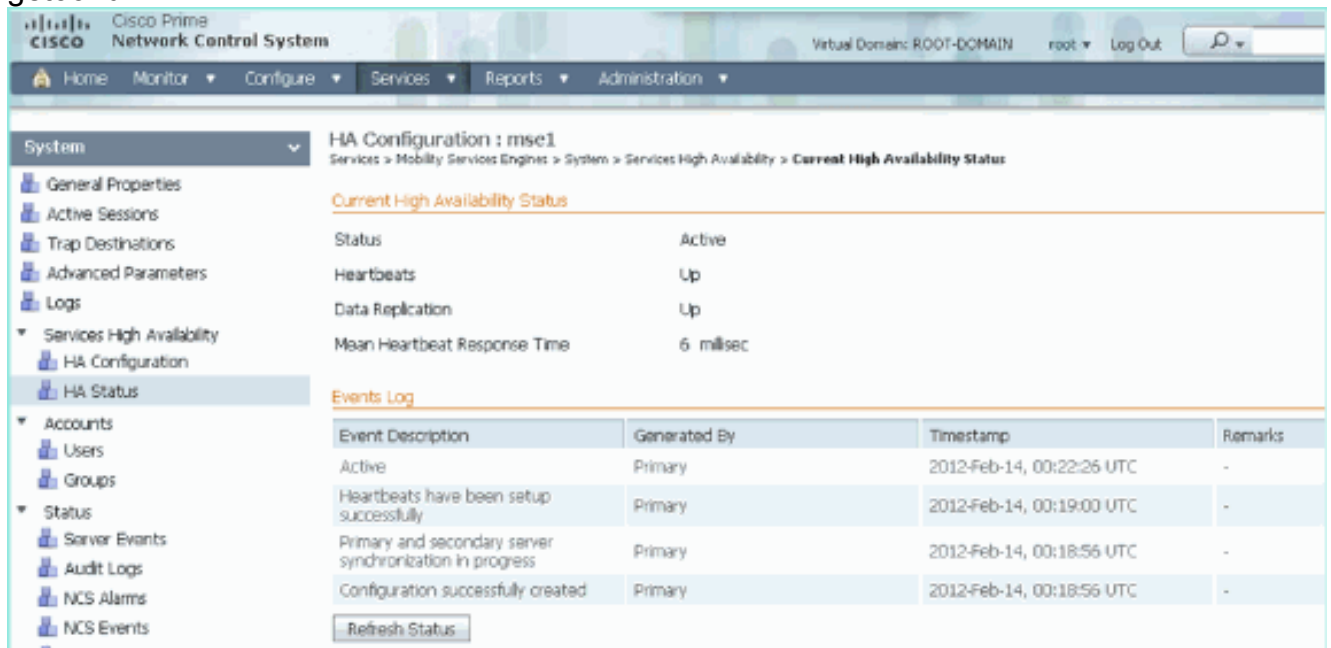 Cisco Prime
CISCO Network Control System
Virtual Domain: ROOT-DOMAIN root Log Out
Home Monitor Configure Services Reports Administration
System
General Properties
Active Sessions
Trap Destinations
Advanced Parameters
Logs
Services High Availability
HA Configuration
HA Status
Accounts
Users
Groups
Status
Server Events
Audit Logs
NCS Alarms
NCS Events
HA Configuration : mse1
Services > Mobility Services Engines > System > Services High Availability > Current High Availability Status
Current High Availability Status
Status Active
Heartbeats Up
Data Replication Up
Mean Heartbeat Response Time 6 millisec
Events Log
Event Description Generated By Timestamp Remarks
Active Primary 2012-Feb-14, 00:22:26 UTC -
Heartbeats have been setup
successfully Primary 2012-Feb-14, 00:19:00 UTC -
Primary and secondary server
synchronization in progress Primary 2012-Feb-14, 00:18:56 UTC -
Configuration successfully created Primary 2012-Feb-14, 00:18:56 UTC -
Refresh Status